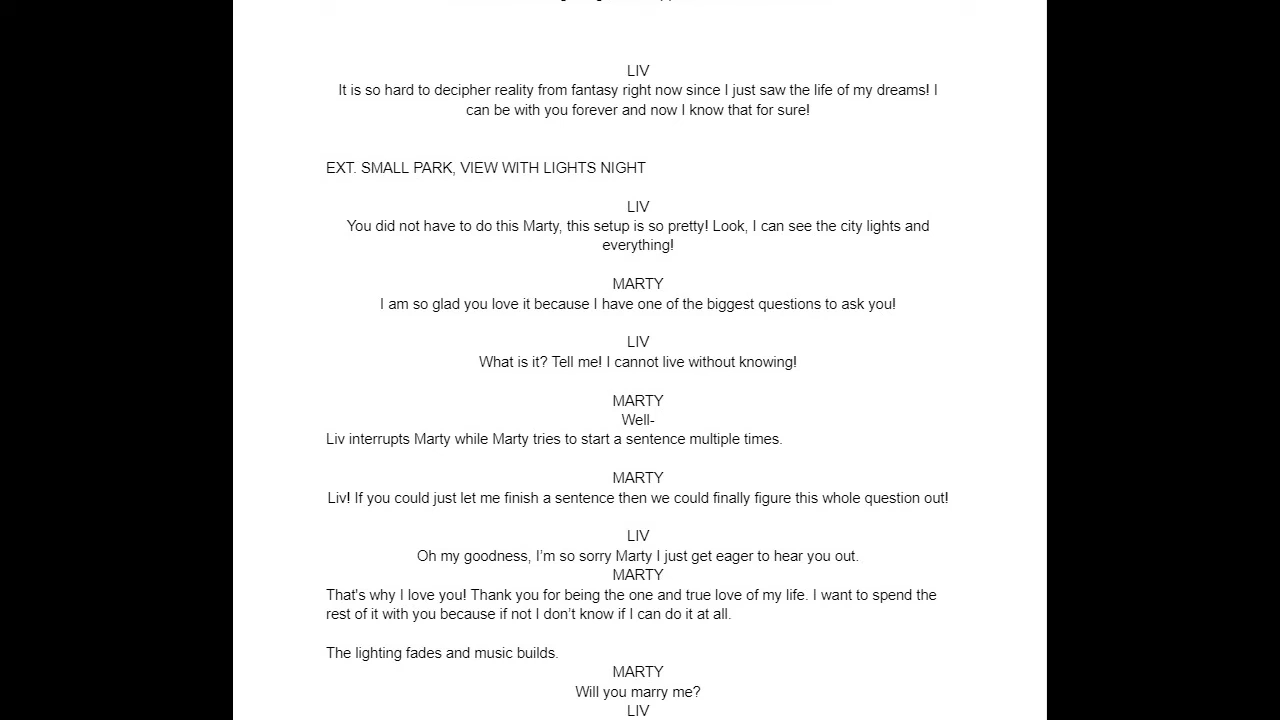 LIV
It is so hard to decipher reality from fantasy right now since I just saw the life of my dreams! I
can be with you forever and now I know that for sure!
EXT. SMALL PARK, VIEW WITH LIGHTS NIGHT
LIV
You did not have to do this Marty, this setup is so pretty! Look, I can see the city lights and
everything!
MARTY
I am so glad you love it because I have one of the biggest questions to ask you!
LIV
What is it? Tell me! I cannot live without knowing!
MARTY
Well-
Liv interrupts Marty while Marty tries to start a sentence multiple times.
MARTY
Liv! If you could just let me finish a sentence then we could finally figure this whole question out!
LIV
Oh my goodness, I’m so sorry Marty I just get eager to hear you out.
MARTY
That's why I love you! Thank you for being the one and true love of my life. I want to spend the
rest of it with you because if not I don’t know if I can do it at all.
The lighting fades and music builds.
MARTY
Will you marry me?
LIV